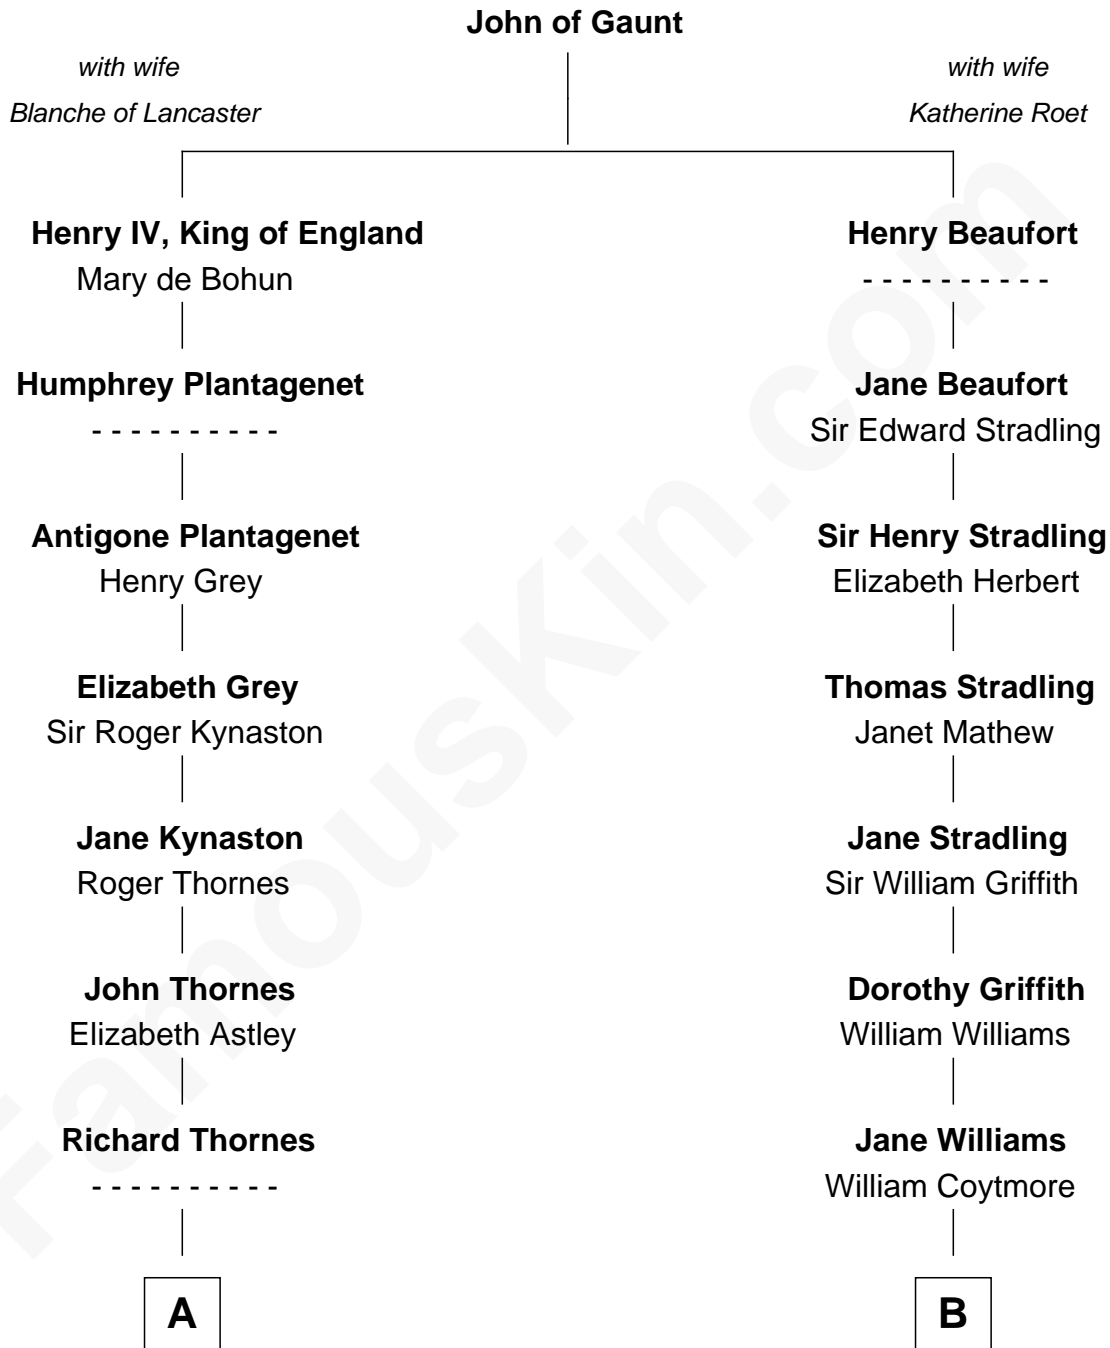 John of Gaunt
with wife
Blanche of Lancaster
with wife
Katherine Roet
Henry IV, King of England
Mary de Bohun
Henry Beaufort
- - - - - - - - - -
Humphrey Plantagenet
- - - - - - - - - -
Jane Beaufort
Sir Edward Stradling
Antigone Plantagenet
Henry Grey
Sir Henry Stradling
Elizabeth Herbert
Elizabeth Grey
Sir Roger Kynaston
Thomas Stradling
Janet Mathew
Jane Kynaston
Roger Thornes
Jane Stradling
Sir William Griffith
John Thornes
Elizabeth Astley
Dorothy Griffith
William Williams
Richard Thornes
- - - - - - - - - -
Jane Williams
William Coytmore
A
B
FamousKin.com